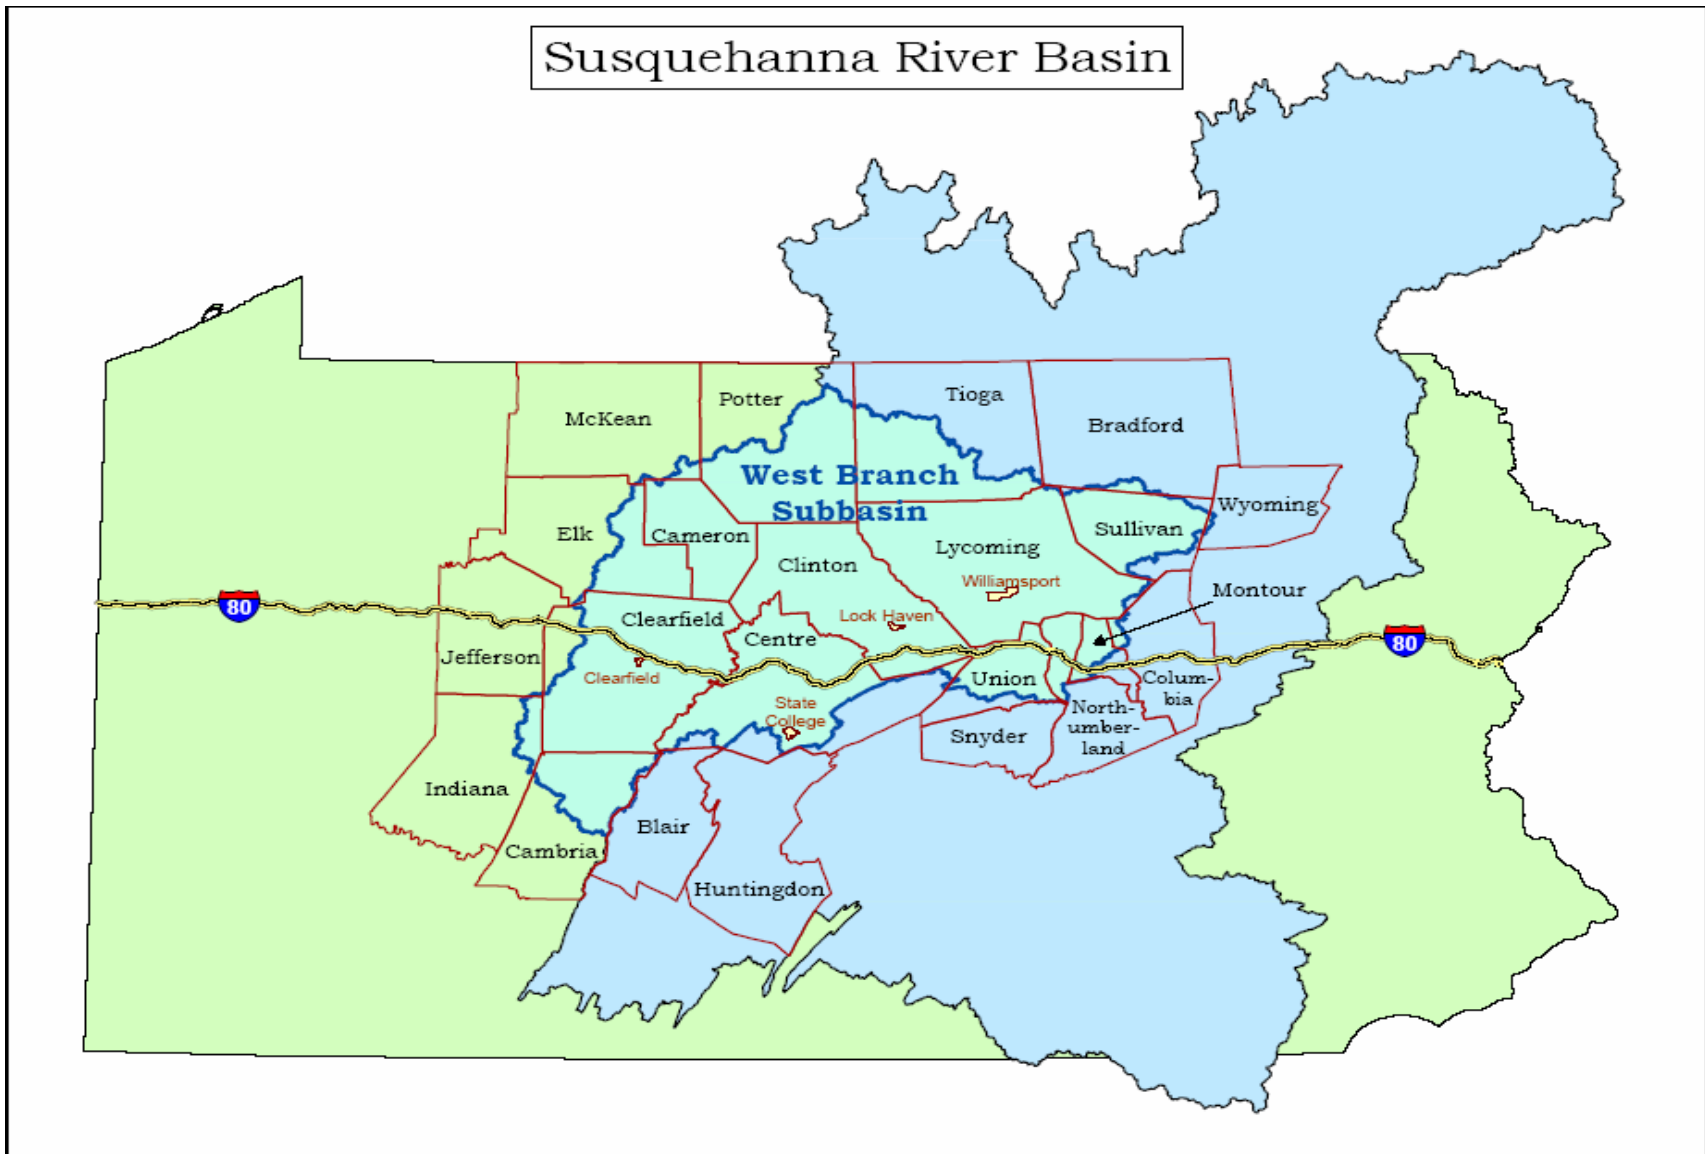 Susquehanna River Basin
Tioga
Potter
McKean
Bradford
West Branch
Subbasin
Wyoming
Elk
Cameron
Sullivan
Lycoming
Clinton
Williamsport
Montour
80
Clearfield
Lock Haven
Centre
80
Jefferson
Clearfield
Union
Colum-
bia
State
College
North-
umber-
land
Snyder
Indiana
Blair
Cambria
Huntingdon